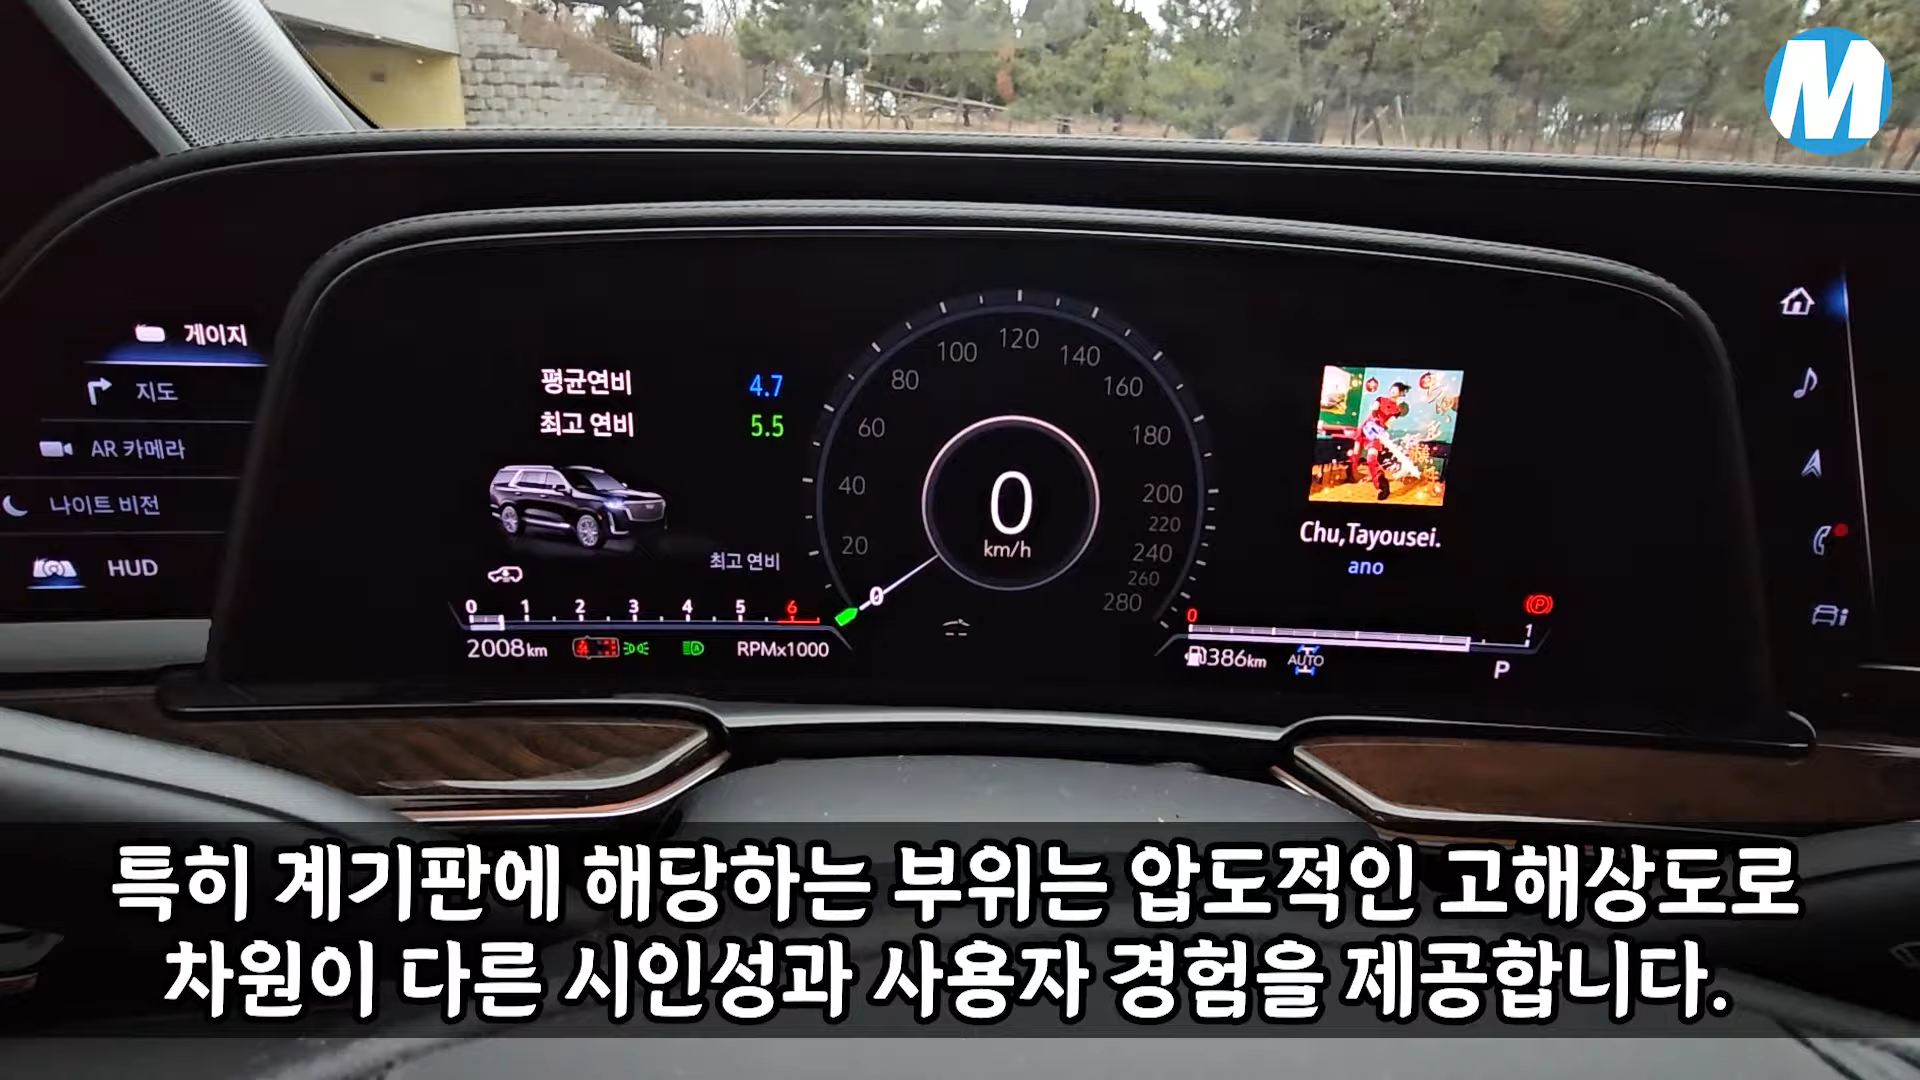 M
게이지
지도
AR 카메라
나이트 비전
HUD
평균연비 4.7
최고 연비 5.5
최고 연비
0 1 2 3 4 5 6
2008km
RPMx1000
0 20 40 60 80 100 120 140 160 180 200 220 240 260 280
0
km/h
Chu,Tayousei.
ano
0 1
386km
AUTO
P
P
특히 계기판에 해당하는 부위는 압도적인 고해상도로
차원이 다른 시인성과 사용자 경험을 제공합니다.